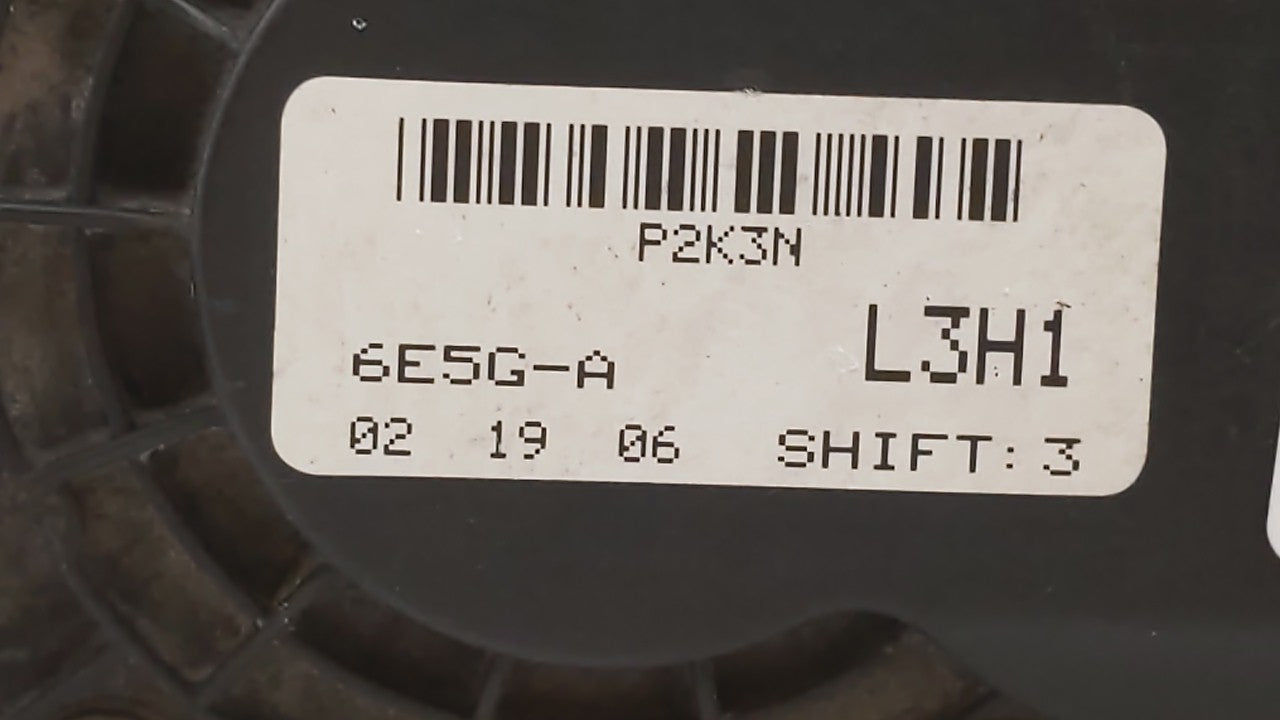 P2K3N
L3H1
6E5G-A
02 19 06 SHIFT: 3